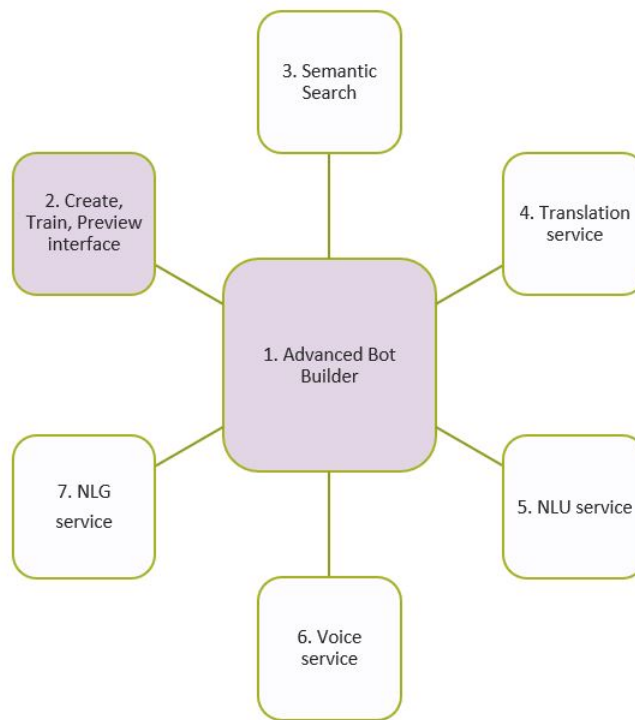 3. Semantic
Search
2. Create,
Train, Preview
interface
4. Translation
service
1. Advanced Bot
Builder
7. NLG
service
5. NLU service
6. Voice
service